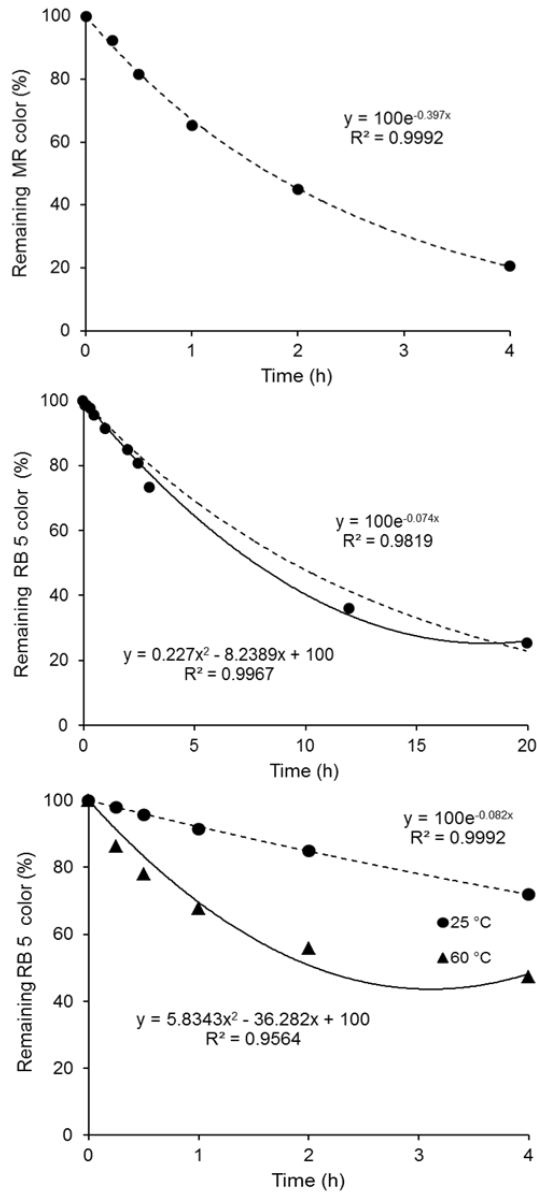 100
80
60
40
20
0
Remaining MR color (%)
y = 100e^-0.397x
R² = 0.9992
0 1 2 3 4
Time (h)
100
80
60
40
20
0
Remaining RB 5 color (%)
y = 100e^-0.074x
R² = 0.9819
y = 0.227x² - 8.2389x + 100
R² = 0.9967
0 5 10 15 20
Time (h)
100
80
60
40
20
0
Remaining RB 5 color (%)
y = 100e^-0.082x
R² = 0.9992
25 °C
60 °C
y = 5.8343x² - 36.282x + 100
R² = 0.9564
0 1 2 3 4
Time (h)